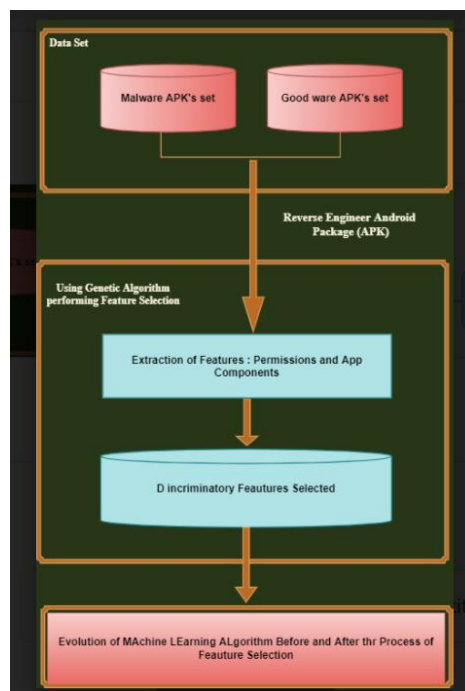 Data Set
Malware APK's set
Good ware APK's set
Reverse Engineer Android
Package (APK)
Using Genetic Algorithm
performing Feature Selection
Extraction of Features : Permissions and App
Components
D incriminatory Feautures Selected
Evolution of MAchine LEarning ALgorithm Before and After thr Process of
Feauture Selection